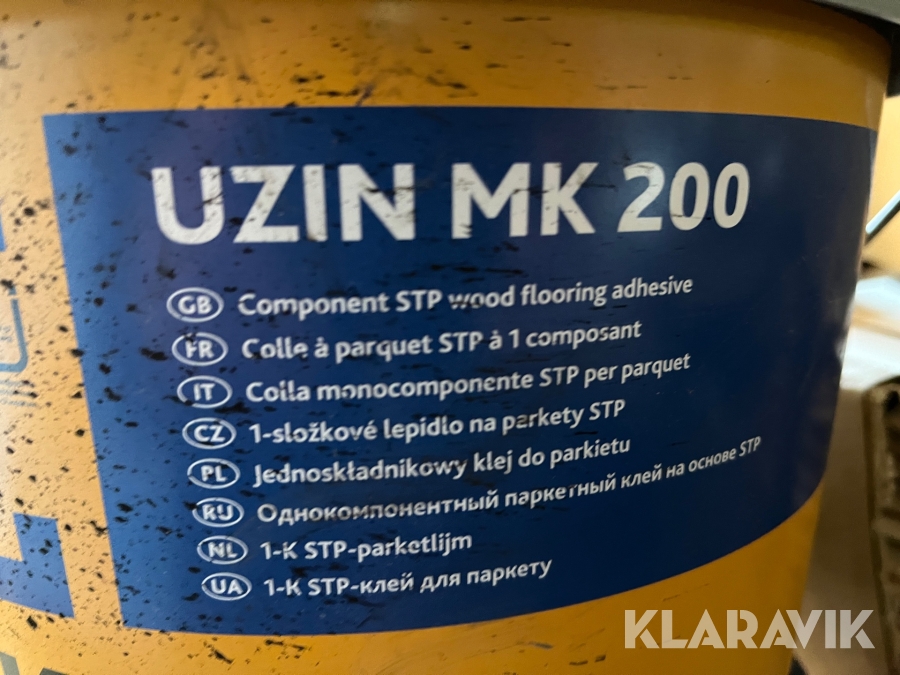 UZIN MK 200
GB Component STP wood flooring adhesive
FR Colle à parquet STP à 1 composant
IT Colla monocomponente STP per parquet
CZ 1-složkové lepidlo na parkety STP
PL Jednoskładnikowy klej do parkietu
RU Однокомпонентный паркетный клей на основе STP
NL 1-K STP-parketlijm
UA 1-К STP-клей для паркету
KLARAVIK